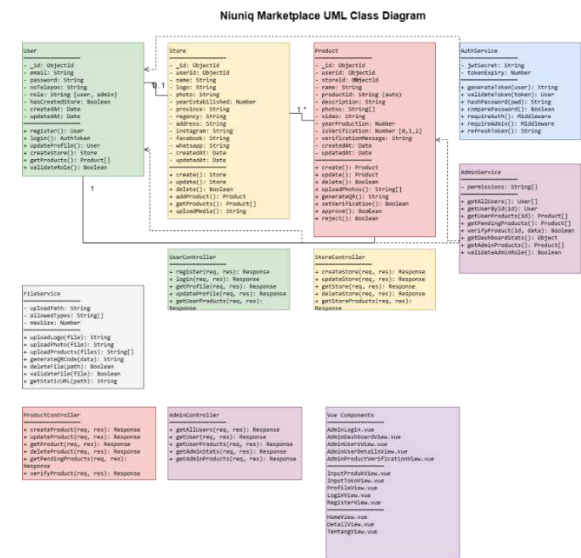 Niuniq Marketplace UML Class Diagram
User
- _id: ObjectId
- email: String
- password: String
- noTelepon: String
- role: String [user, admin]
- hasCreatedStore: Boolean
- createdAt: Date
- updatedAt: Date
+ register(): User
+ login(): AuthToken
+ updateProfile(): User
+ createStore(): Store
+ getProducts(): Product[]
+ validateRole(): Boolean
Store
- _id: ObjectId
- userId: ObjectId
- name: String
- logo: String
- photo: String
- yearEstabilished: Number
- province: String
- regency: String
- address: String
- instagram: String
- Facebook: String
- whatsapp: String
- createdAt: Date
- updatedAt: Date
+ create(): Store
+ update(): Store
+ delete(): Boolean
+ addProduct(): Product
+ getProducts(): Product[]
+ uploadMedia(): String
Product
- _id: ObjectId
- userId: ObjectId
- storeId: ObjectId
- name: String
- productId: String (auto)
- description: String
- photos: String[]
- video: String
- yearProduction: Number
- isVerification: Number [0,1,2]
- verificationMessage: String
- createdAt: Date
- updatedAt: Date
+ create(): Product
+ update(): Product
+ delete(): Boolean
+ uploadPhotos(): String[]
+ generateQR(): String
+ setVerification(): Boolean
+ approve(): Boolean
+ reject(): Boolean
AuthService
- jwtSecret: String
- tokenExpiry: Number
+ generateToken(user): String
+ validateToken(token): User
+ hashPassword(pwd): String
+ comparePassword(): Boolean
+ requireAuth(): Middleware
+ requireAdmin(): Middleware
+ refreshToken(): String
AdminService
- permissions: String[]
+ getAllUsers(): User[]
+ getUserById(id): User
+ getUserProducts(id): Product[]
+ getPendingProducts(): Product[]
+ verifyProduct(id, data): Boolean
+ getDashboardStats(): Object
+ getAdminProducts(): Product[]
+ validateAdminRole(): Boolean
1
1
1
UserController
+ register(req, res): Response
+ login(req, res): Response
+ getProfile(req, res): Response
+ updateProfile(req, res): Response
+ getUserProducts(req, res):
Response
StoreController
+ createStore(req, res): Response
+ updateStore(req, res): Response
+ getStore(req, res): Response
+ deleteStore(req, res): Response
+ getStoreProducts(req, res):
Response
FileService
- uploadPath: String
- allowedTypes: String[]
- maxSize: Number
+ uploadLogo(file): String
+ uploadPhoto(file): String
+ uploadProducts(files): String[]
+ generateQRCode(data): String
+ deleteFile(path): Boolean
+ validateFile(file): Boolean
+ getStaticURL(path): String
ProductController
+ createProduct(req, res): Response
+ updateProduct(req, res): Response
+ getProduct(req, res): Response
+ deleteProduct(req, res): Response
+ getPendingProducts(req, res):
Response
+ verifyProduct(req, res): Response
AdminController
+ getAllUsers(req, res): Response
+ getUser(req, res): Response
+ getUserProducts(req, res): Response
+ getAdminStats(req, res): Response
+ getAdminProducts(req, res): Response
Vue Components
AdminLogin.vue
AdminDashboardView.vue
AdminUsersView.vue
AdminUserDetailsView.vue
AdminProductVerificationView.vue
InputProdukView.vue
InputTokoView.vue
ProfileView.vue
LoginView.vue
RegisterView.vue
HomeView.vue
DetailView.vue
TentangView.vue